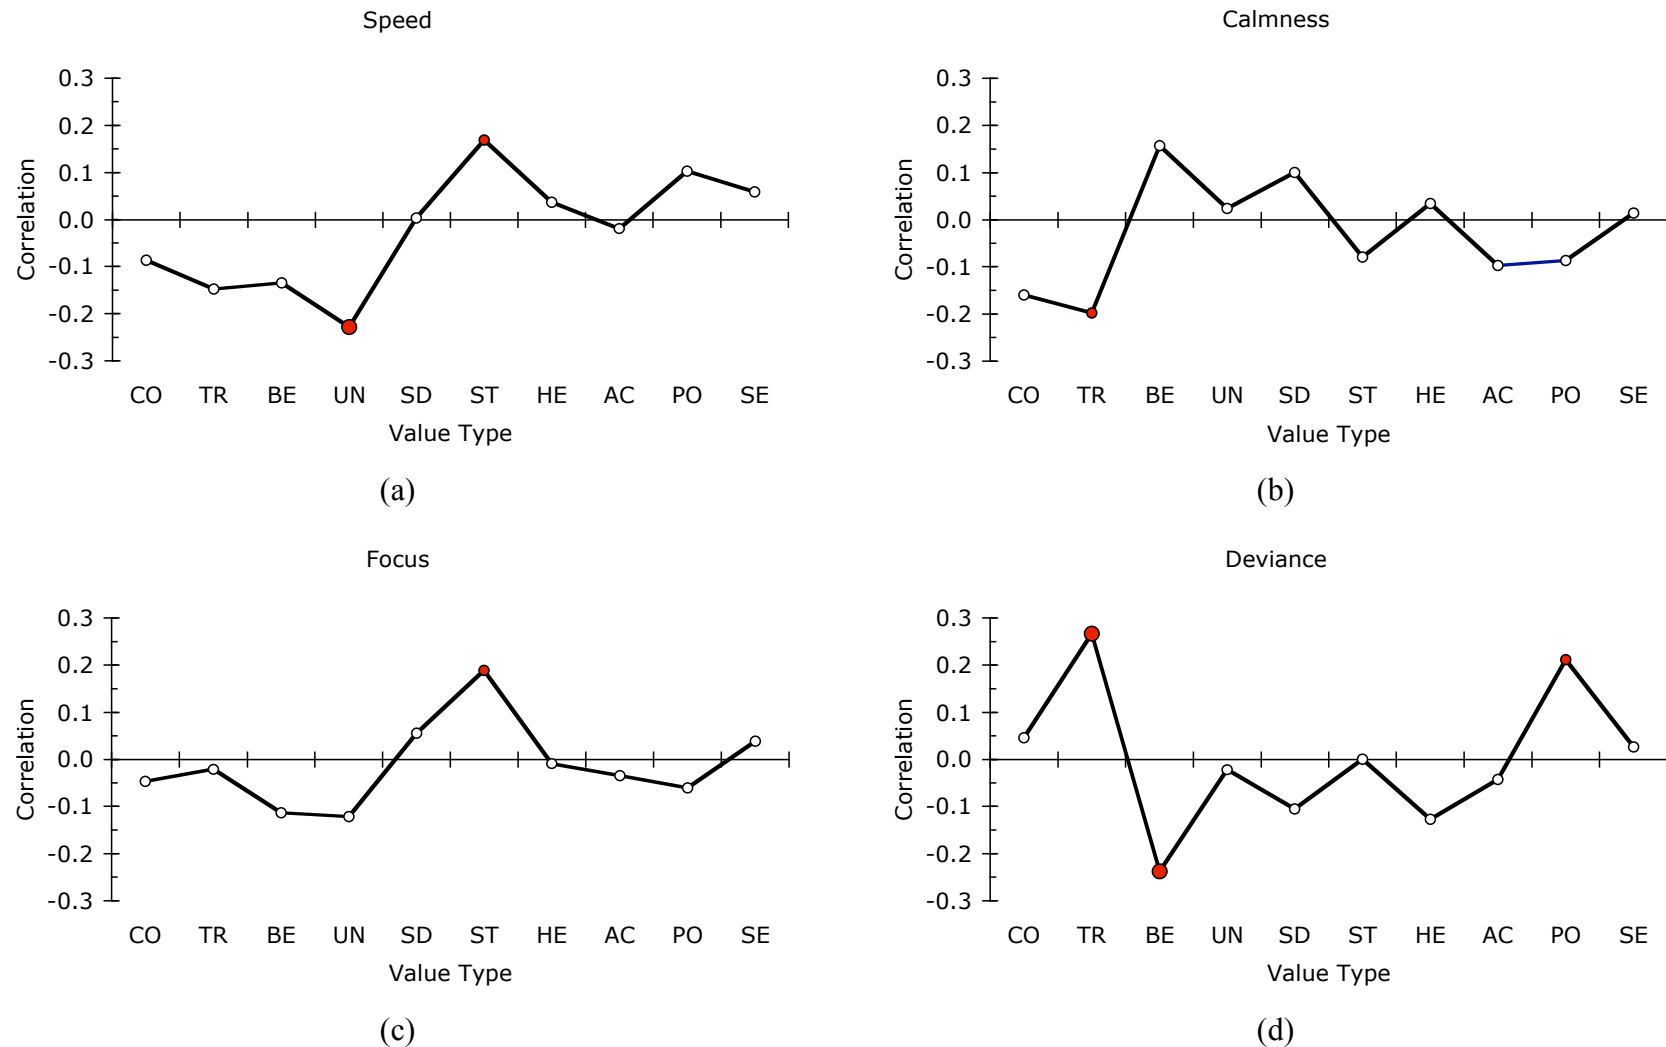 Speed
0.3
0.2
0.1
0.0
-0.1
-0.2
-0.3
Correlation
CO TR BE UN SD ST HE AC PO SE
Value Type
(a)
Calmness
0.3
0.2
0.1
0.0
-0.1
-0.2
-0.3
Correlation
CO TR BE UN SD ST HE AC PO SE
Value Type
(b)
Focus
0.3
0.2
0.1
0.0
-0.1
-0.2
-0.3
Correlation
CO TR BE UN SD ST HE AC PO SE
Value Type
(c)
Deviance
0.3
0.2
0.1
0.0
-0.1
-0.2
-0.3
Correlation
CO TR BE UN SD ST HE AC PO SE
Value Type
(d)